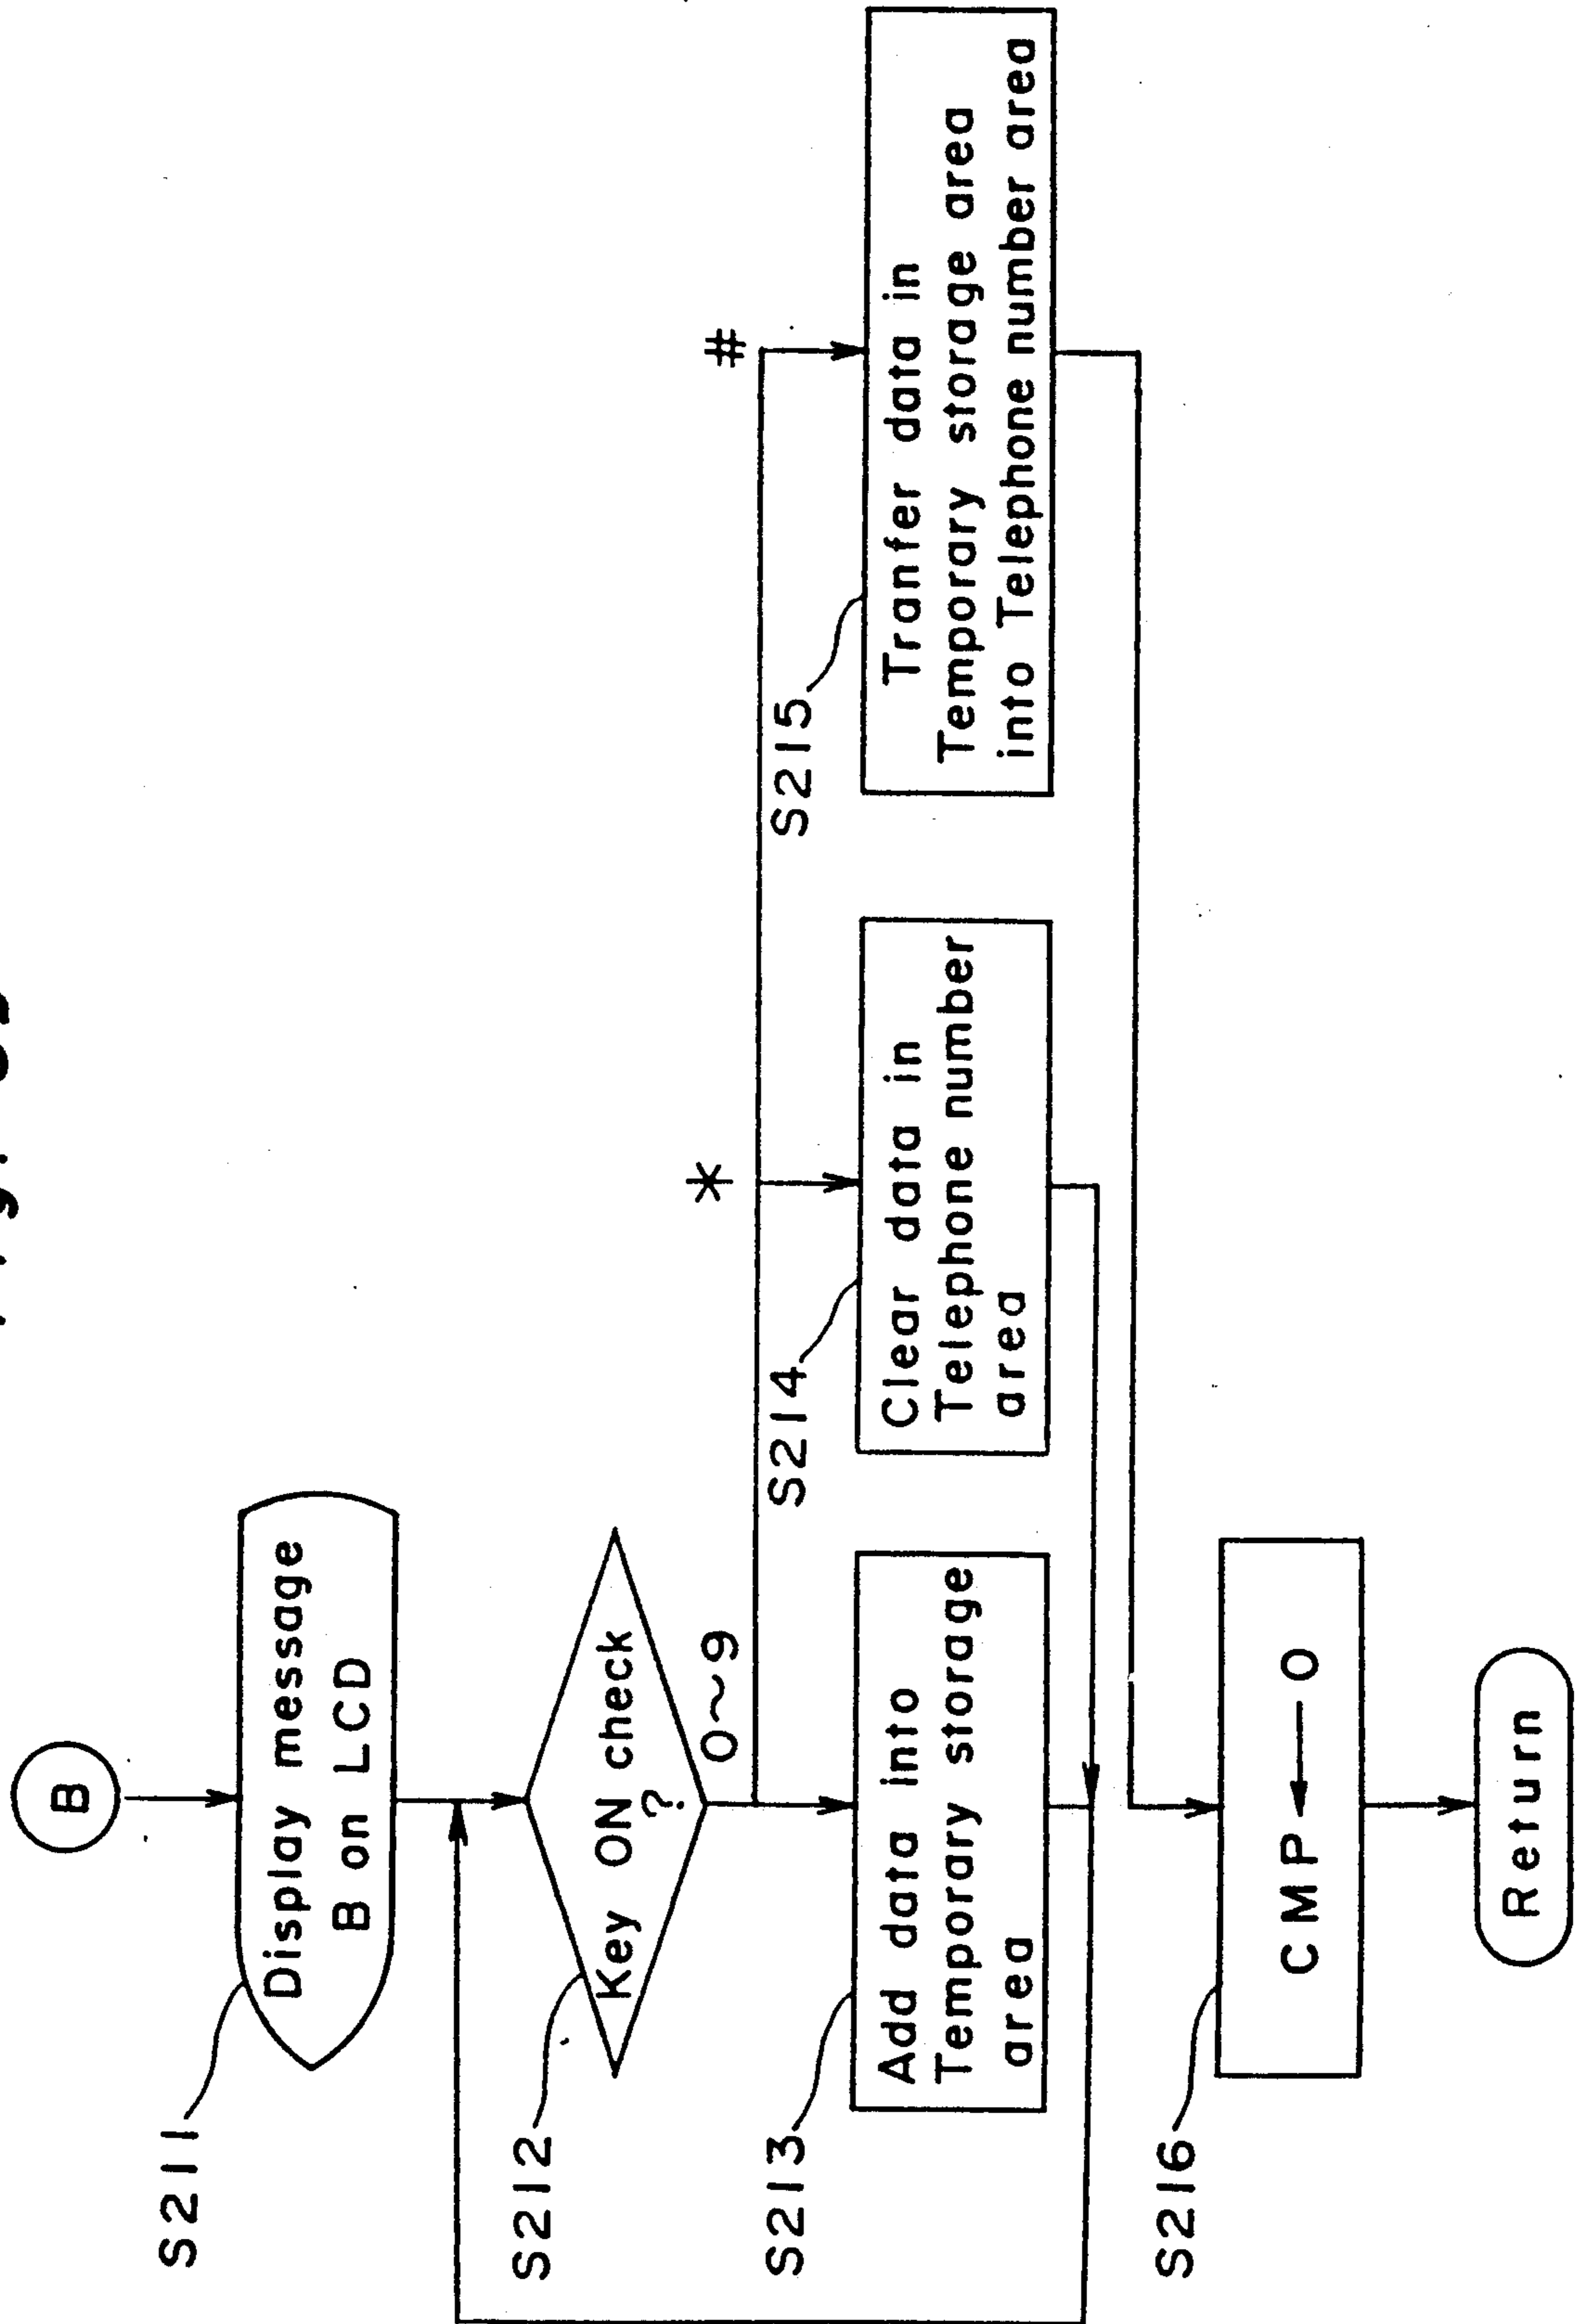 B
S211
Display message
B on LCD
S212
Key ON check
?
0~9
*
#
S213
Add data into
Temporary storage
area
S214
Clear data in
Telephone number
area
S215
Tranfer data in
Temporary storage area
into Telephone number area
S216
CMP ← 0
Return